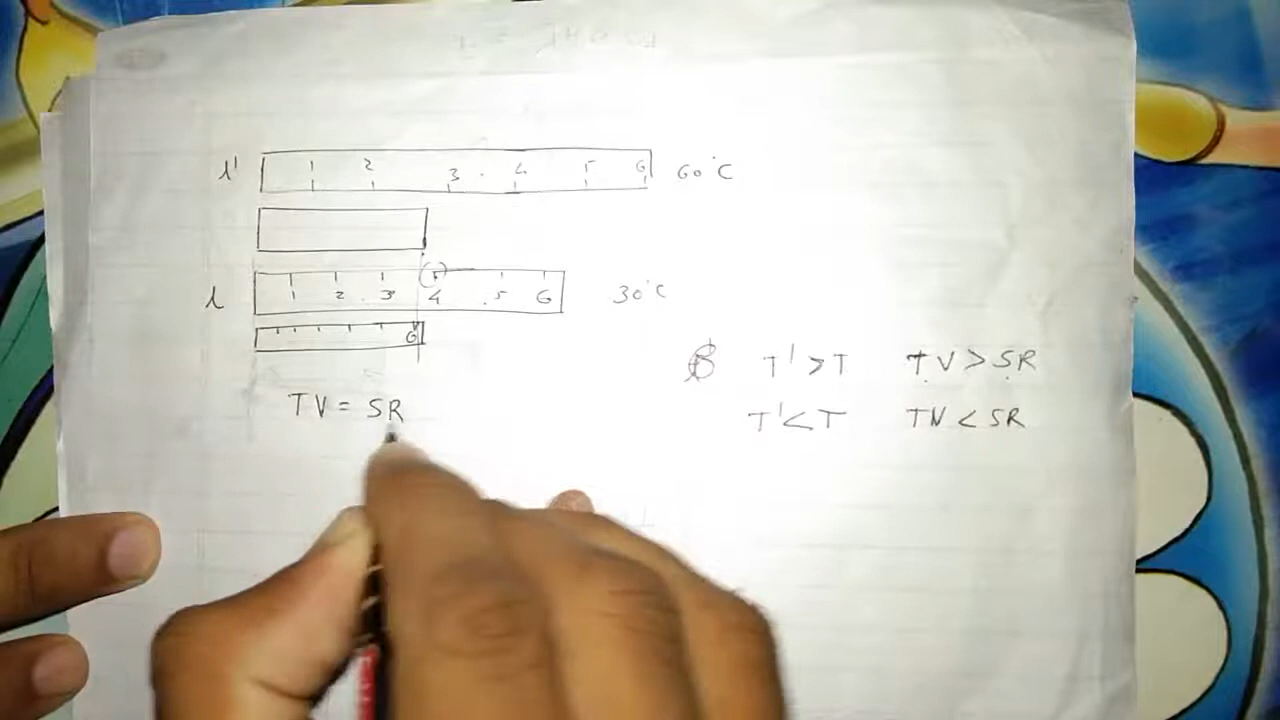 l' 1 2 3 4 5 6 60°C
l 1 2 3 4 5 6 30°C
6
T' > T TV > SR
TV = SR
T' < T TV < SR